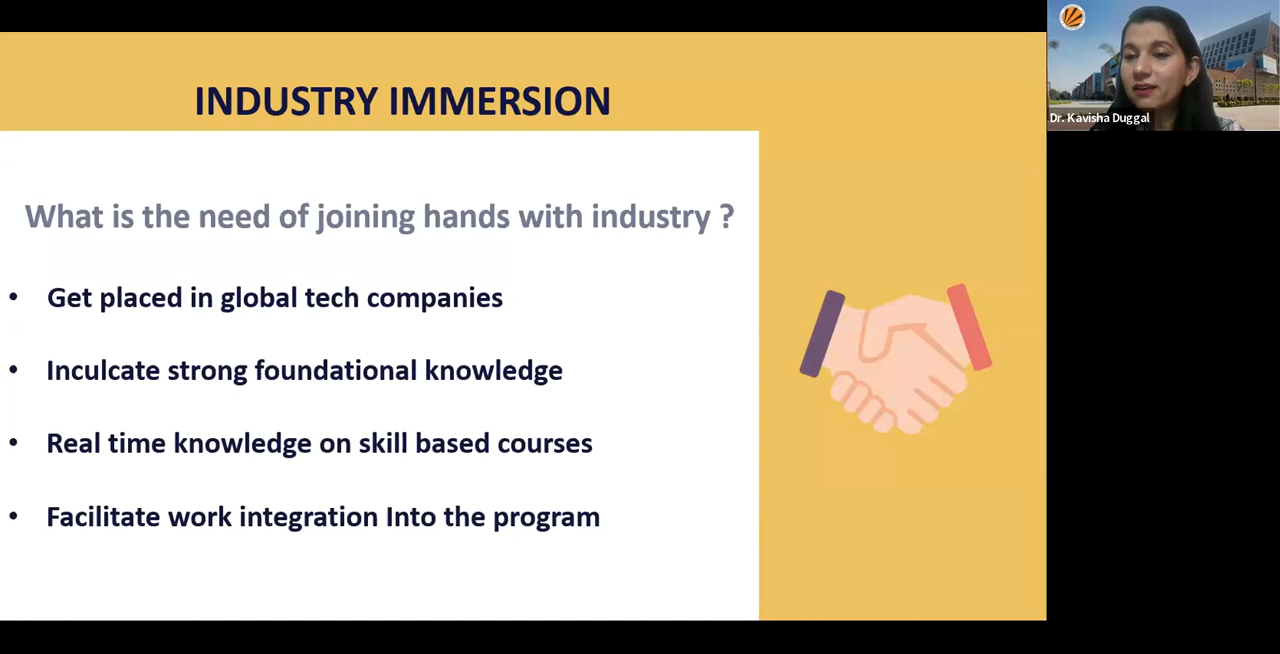 INDUSTRY IMMERSION
What is the need of joining hands with industry ?
• Get placed in global tech companies
• Inculcate strong foundational knowledge
• Real time knowledge on skill based courses
• Facilitate work integration Into the program
Dr. Kavisha Duggal